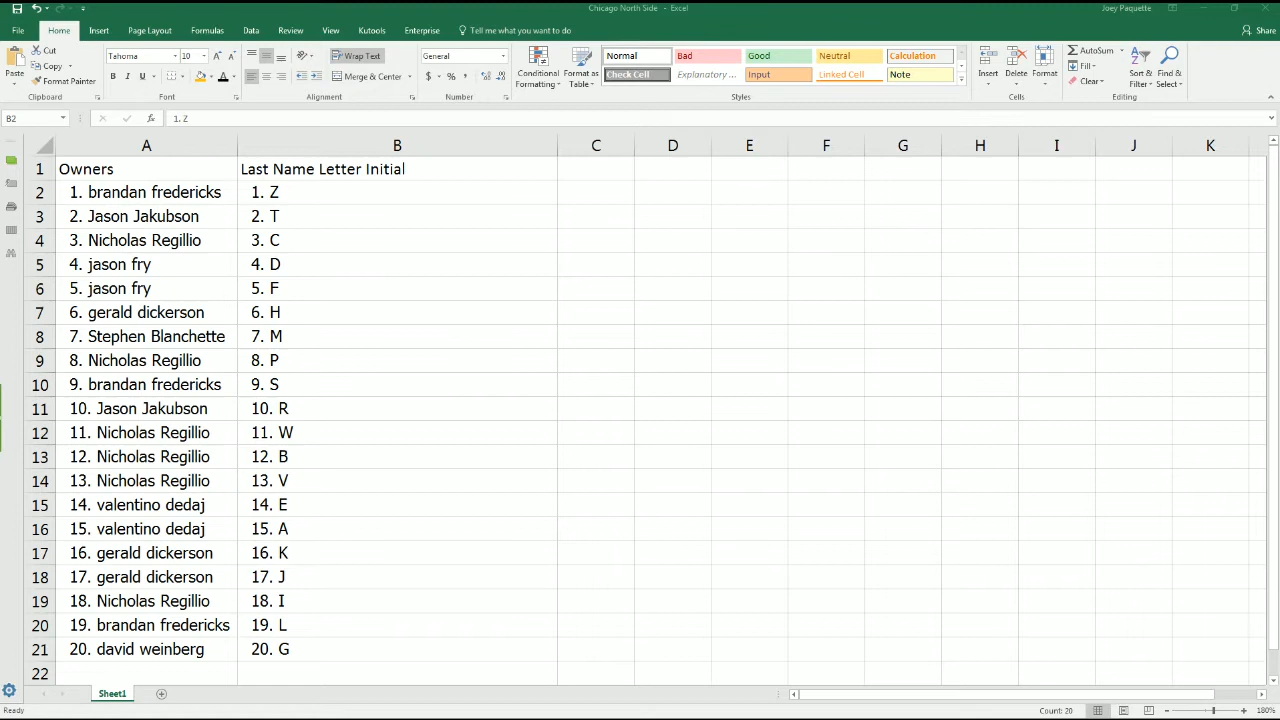 Chicago North Side - Excel
Joey Paquette
File Home Insert Page Layout Formulas Data Review View Kutools Enterprise Tell me what you want to do Share
Paste Cut Copy Format Painter Clipboard
Tahoma 10 B I U A Font
Wrap Text Merge & Center Alignment
General $ % , Number
Conditional Formatting Format as Table
Normal Bad Good Neutral Calculation
Check Cell Explanatory ... Input Linked Cell Note
Styles
Insert Delete Format Cells
AutoSum Fill Clear Sort & Filter Find & Select Editing
B2 fx 1. Z
A B C D E F G H I J K
1 Owners Last Name Letter Initial
2 1. brandan fredericks 1. Z
3 2. Jason Jakubson 2. T
4 3. Nicholas Regillio 3. C
5 4. jason fry 4. D
6 5. jason fry 5. F
7 6. gerald dickerson 6. H
8 7. Stephen Blanchette 7. M
9 8. Nicholas Regillio 8. P
10 9. brandan fredericks 9. S
11 10. Jason Jakubson 10. R
12 11. Nicholas Regillio 11. W
13 12. Nicholas Regillio 12. B
14 13. Nicholas Regillio 13. V
15 14. valentino dedaj 14. E
16 15. valentino dedaj 15. A
17 16. gerald dickerson 16. K
18 17. gerald dickerson 17. J
19 18. Nicholas Regillio 18. I
20 19. brandan fredericks 19. L
21 20. david weinberg 20. G
22
Sheet1
Ready Count: 20 180%